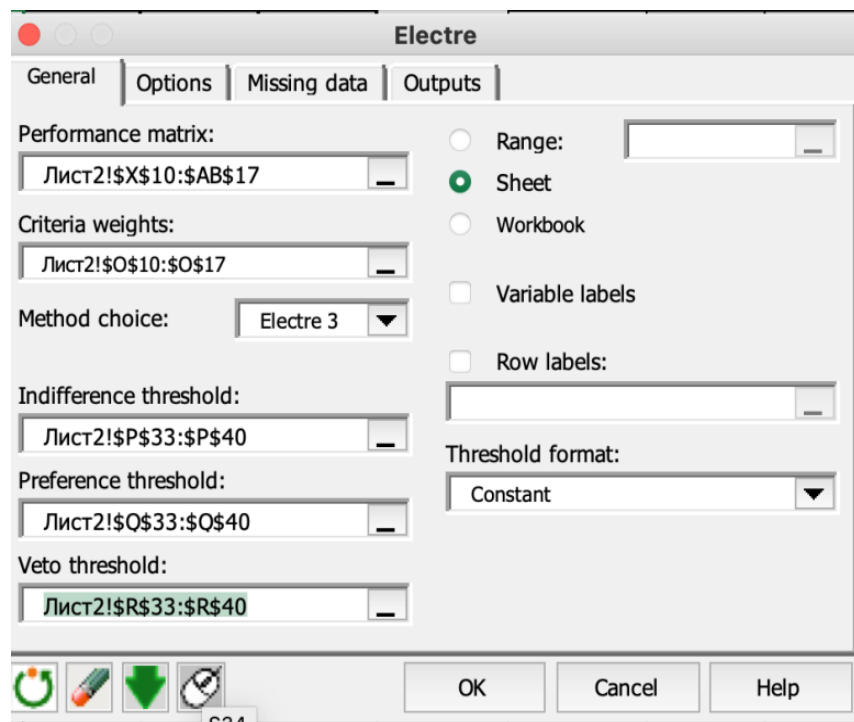 Electre
General
Options
Missing data
Outputs
Performance matrix:
Лист2!$X$10:$AB$17
Criteria weights:
Лист2!$O$10:$O$17
Method choice:
Electre 3
Indifference threshold:
Лист2!$P$33:$P$40
Preference threshold:
Лист2!$Q$33:$Q$40
Veto threshold:
Лист2!$R$33:$R$40
Range:
Sheet
Workbook
Variable labels
Row labels:
Threshold format:
Constant
OK
Cancel
Help